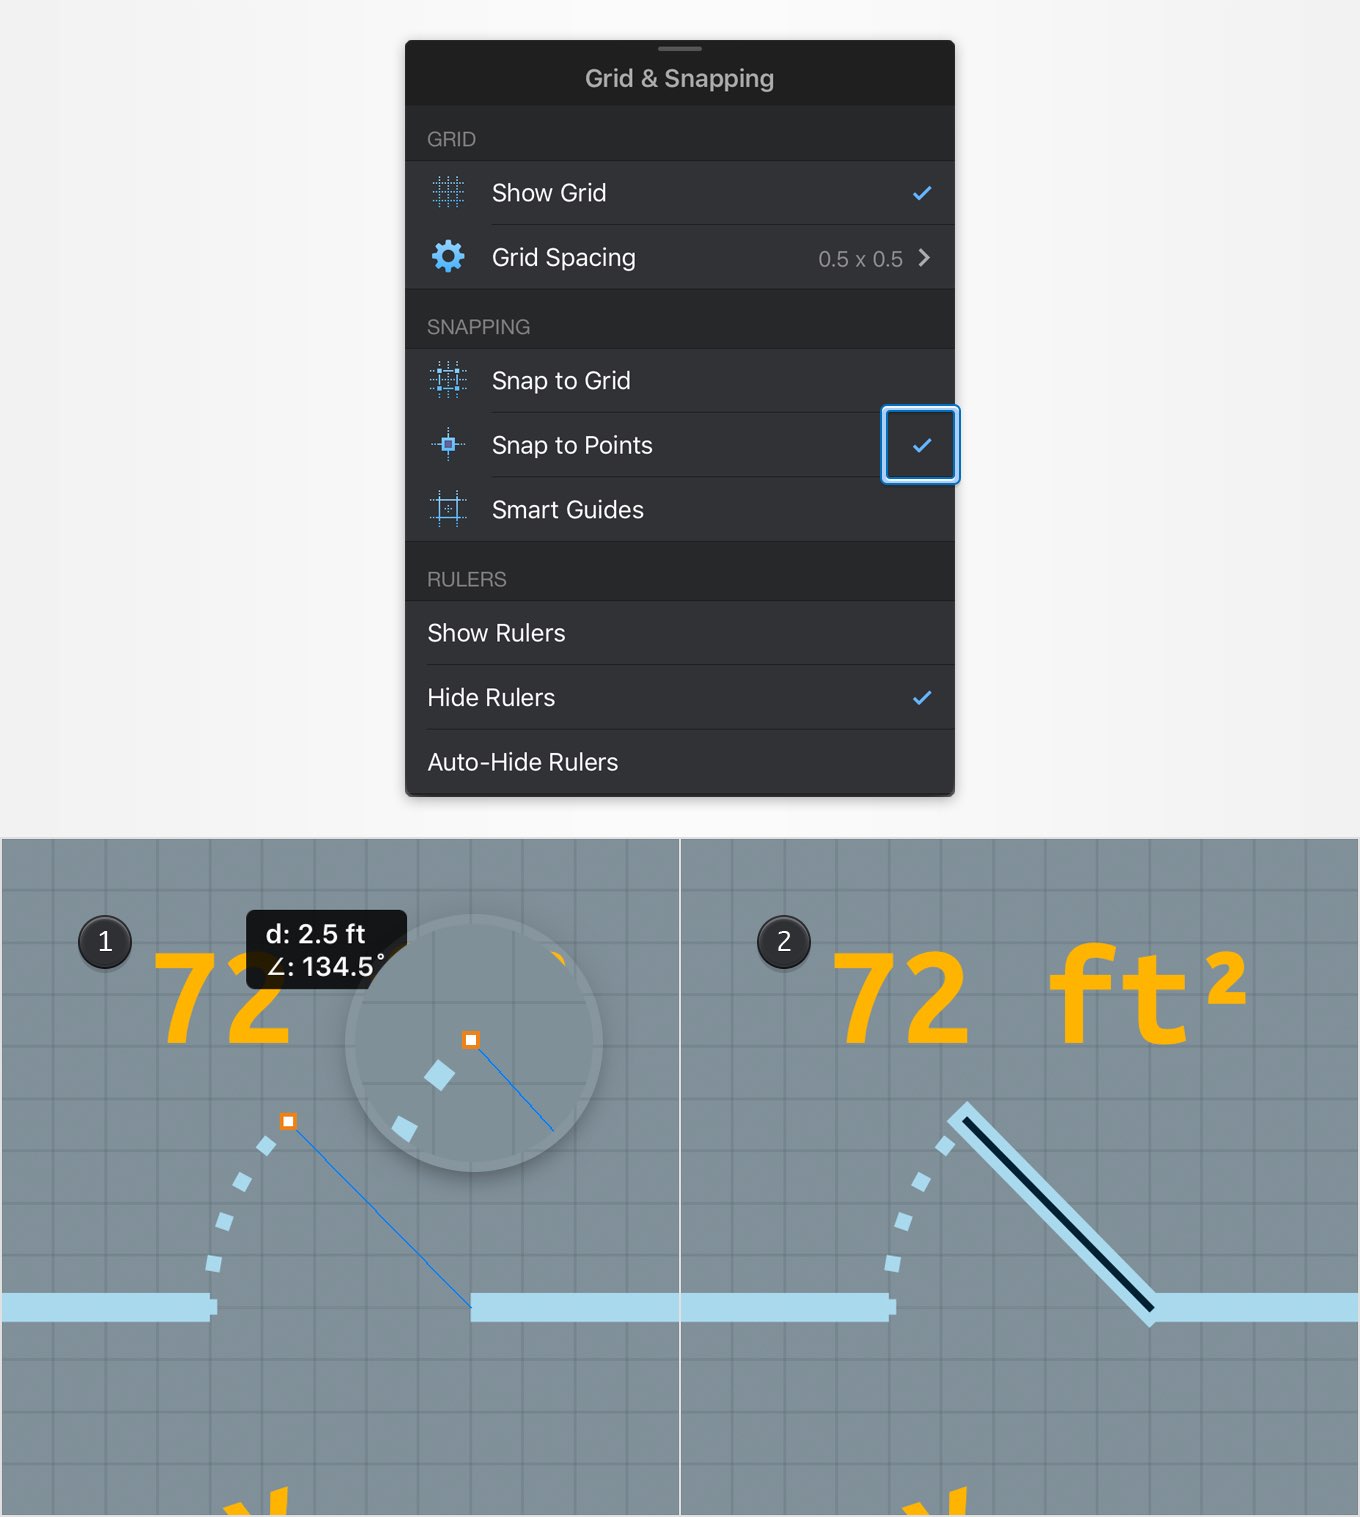 Grid & Snapping
GRID
Show Grid
Grid Spacing 0.5 x 0.5
SNAPPING
Snap to Grid
Snap to Points
Smart Guides
RULERS
Show Rulers
Hide Rulers
Auto-Hide Rulers
1
d: 2.5 ft
∠: 134.5°
72
2
72 ft²